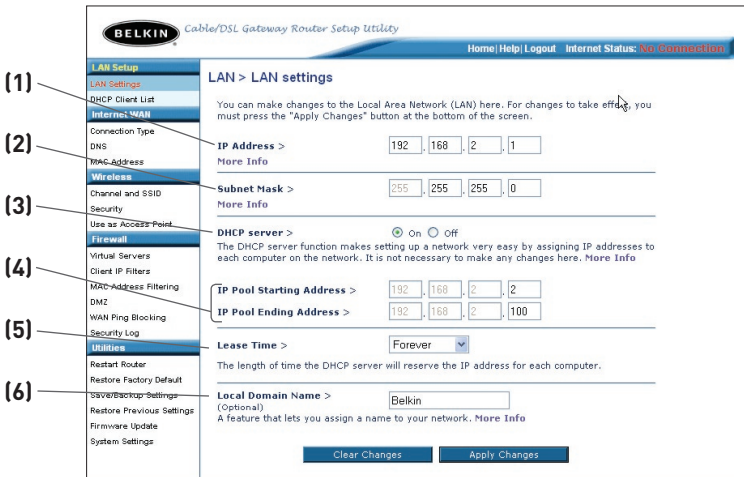 BELKIN
Cable/DSL Gateway Router Setup Utility
Home|Help|Logout Internet Status: No Connection
LAN Setup
LAN Settings
DHCP Client List
Internet WAN
Connection Type
DNS
MAC Address
Wireless
Channel and SSID
Security
Use as Access Point
Firewall
Virtual Servers
Client IP Filters
MAC Address Filtering
DMZ
WAN Ping Blocking
Security Log
Utilities
Restart Router
Restore Factory Default
Save/Backup Settings
Restore Previous Settings
Firmware Update
System Settings
LAN > LAN settings
You can make changes to the Local Area Network (LAN) here. For changes to take effect, you
must press the "Apply Changes" button at the bottom of the screen.
(1)
IP Address > 192 . 168 . 2 . 1
More Info
(2)
Subnet Mask > 255 . 255 . 255 . 0
More Info
(3)
DHCP server > On Off
The DHCP server function makes setting up a network very easy by assigning IP addresses to
each computer on the network. It is not necessary to make any changes here. More Info
(4)
IP Pool Starting Address > 192 . 168 . 2 . 2
IP Pool Ending Address > 192 . 168 . 2 . 100
(5)
Lease Time > Forever
The length of time the DHCP server will reserve the IP address for each computer.
(6)
Local Domain Name > Belkin
(Optional)
A feature that lets you assign a name to your network. More Info
Clear Changes Apply Changes